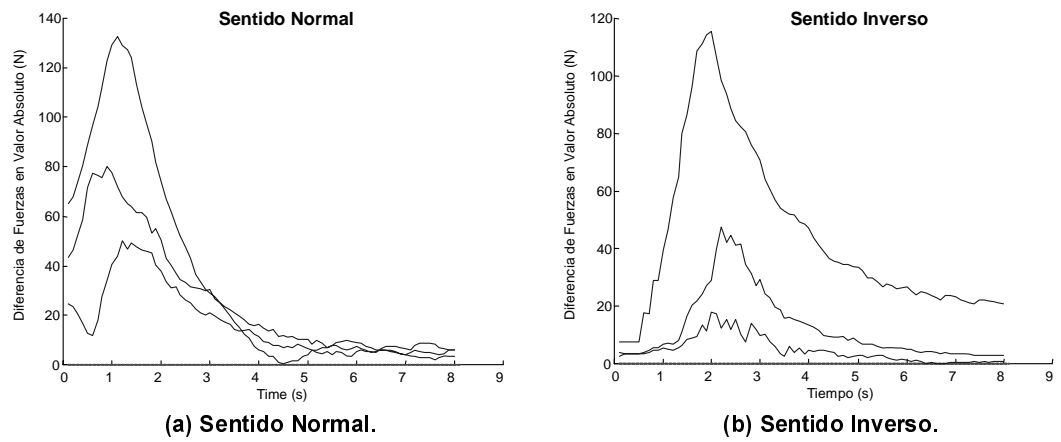 Sentido Normal
Diferencia de Fuerzas en Valor Absoluto (N)
140
120
100
80
60
40
20
0
0 1 2 3 4 5 6 7 8 9
Time (s)
(a) Sentido Normal.
Sentido Inverso
Diferencia de Fuerzas en Valor Absoluto (N)
120
100
80
60
40
20
0
0 1 2 3 4 5 6 7 8 9
Tiempo (s)
(b) Sentido Inverso.